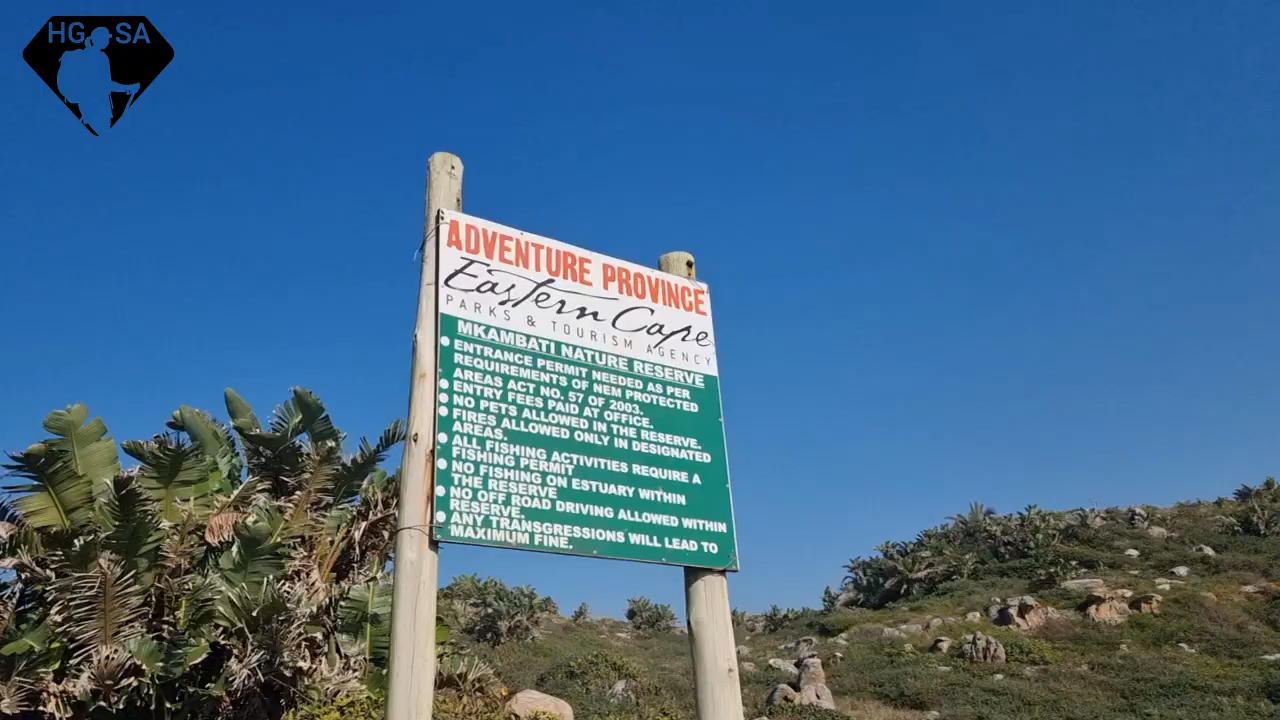 HG SA
ADVENTURE PROVINCE
Eastern Cape
PARKS & TOURISM AGENCY
MKAMBATI NATURE RESERVE
• ENTRANCE PERMIT NEEDED AS PER
REQUIREMENTS OF NEM PROTECTED
AREAS ACT NO. 57 OF 2003.
• ENTRY FEES PAID AT OFFICE.
• NO PETS ALLOWED IN THE RESERVE.
• FIRES ALLOWED ONLY IN DESIGNATED
AREAS.
• ALL FISHING ACTIVITIES REQUIRE A
FISHING PERMIT
• NO FISHING ON ESTUARY WITHIN
THE RESERVE
• NO OFF ROAD DRIVING ALLOWED WITHIN
RESERVE.
• ANY TRANSGRESSIONS WILL LEAD TO
MAXIMUM FINE.